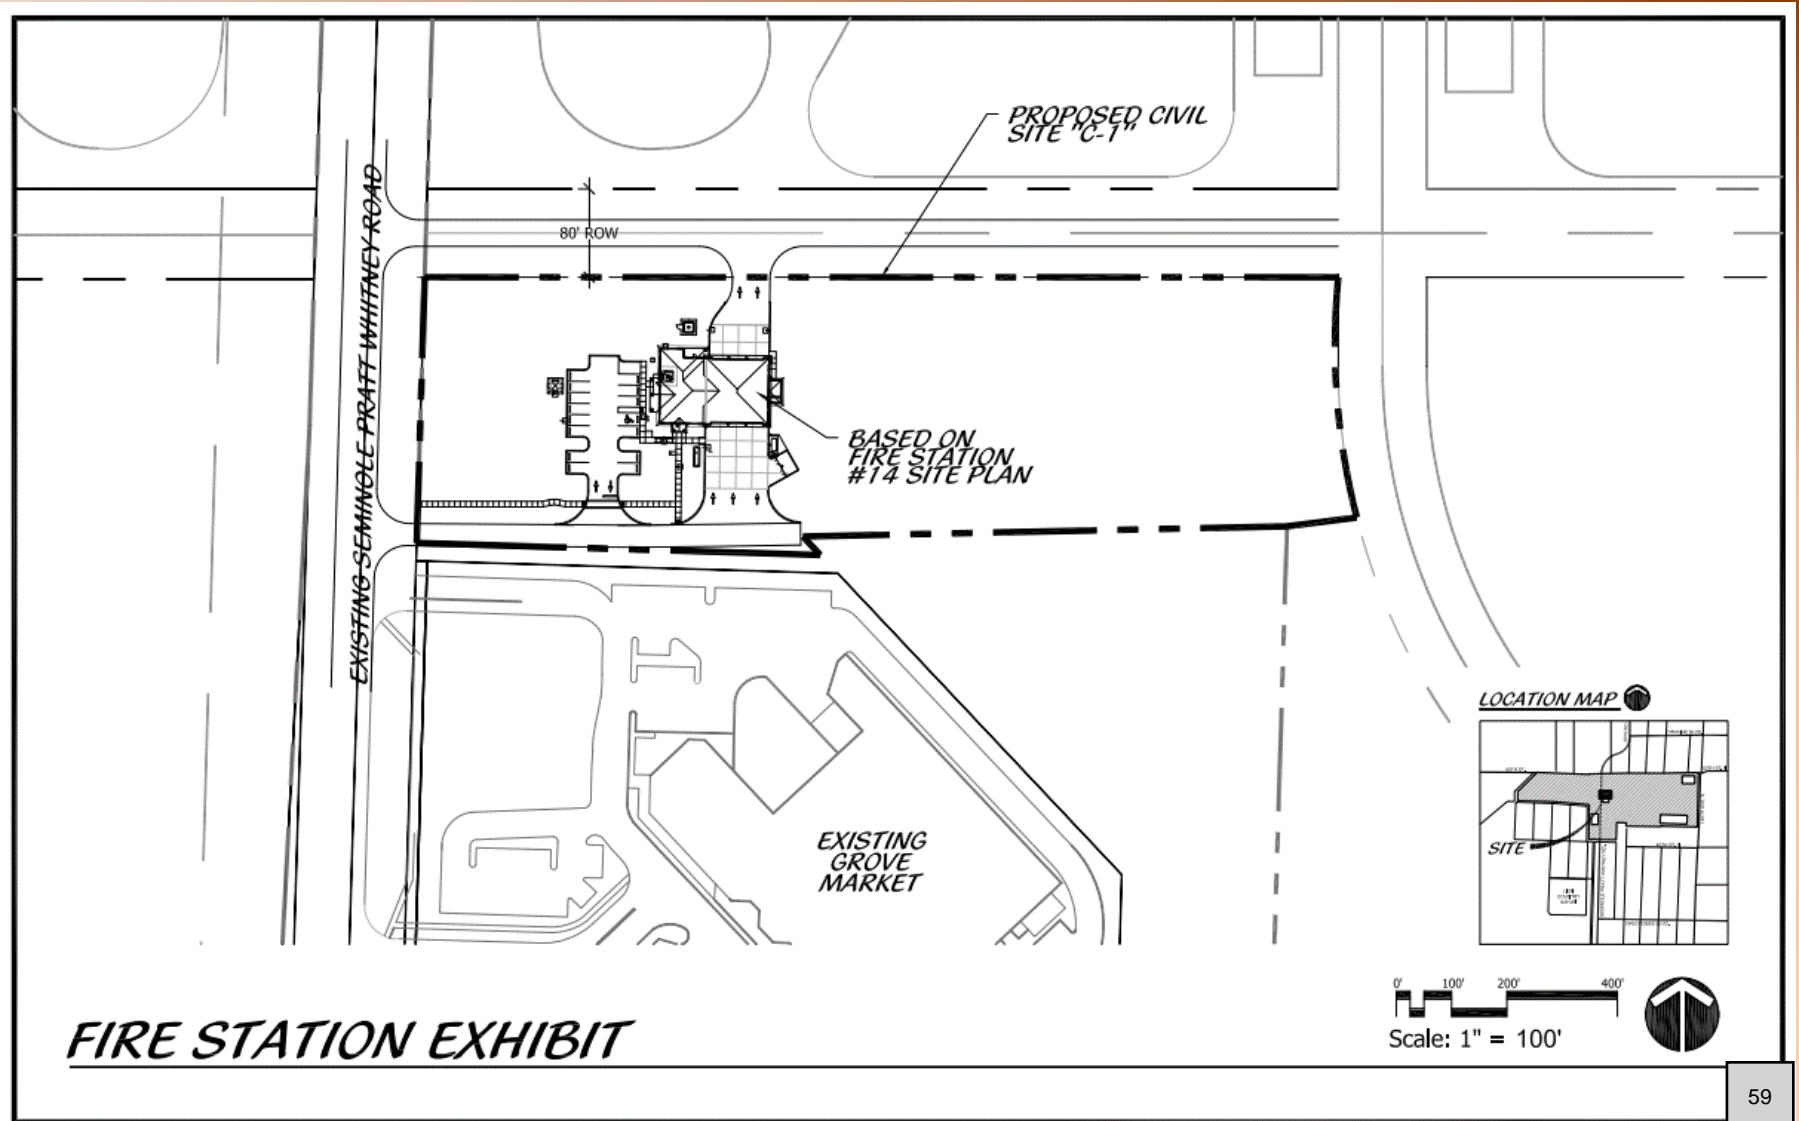 PROPOSED CIVIL
SITE "C-1"
80' ROW
EXISTING SEMINOLE PRATT WHITNEY ROAD
BASED ON
FIRE STATION
#14 SITE PLAN
EXISTING
GROVE
MARKET
LOCATION MAP
SITE
0' 100' 200' 400'
Scale: 1" = 100'
FIRE STATION EXHIBIT
59